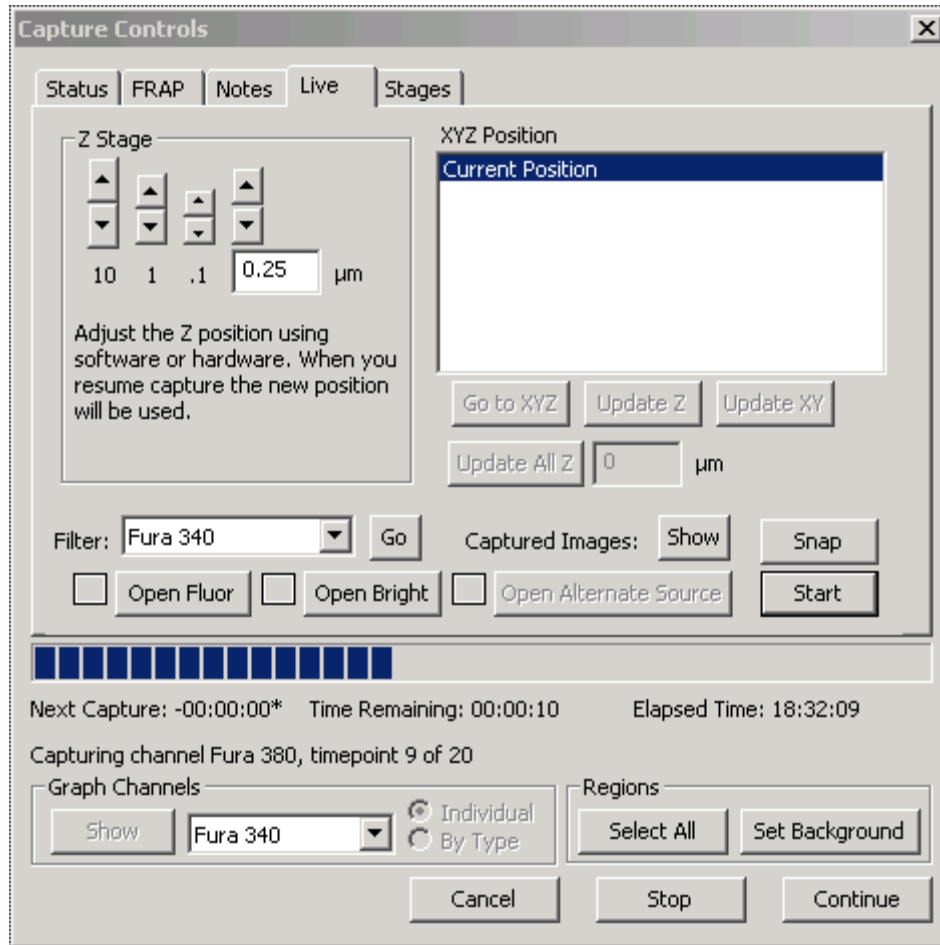 Capture Controls
Status FRAP Notes Live Stages
Z Stage
10 1 .1 0.25 µm
Adjust the Z position using
software or hardware. When you
resume capture the new position
will be used.
XYZ Position
Current Position
Go to XYZ Update Z Update XY
Update All Z 0 µm
Filter: Fura 340 Go Captured Images: Show Snap
Open Fluor Open Bright Open Alternate Source Start
Next Capture: -00:00:00* Time Remaining: 00:00:10 Elapsed Time: 18:32:09
Capturing channel Fura 380, timepoint 9 of 20
Graph Channels
Show Fura 340 Individual
By Type
Regions
Select All Set Background
Cancel Stop Continue